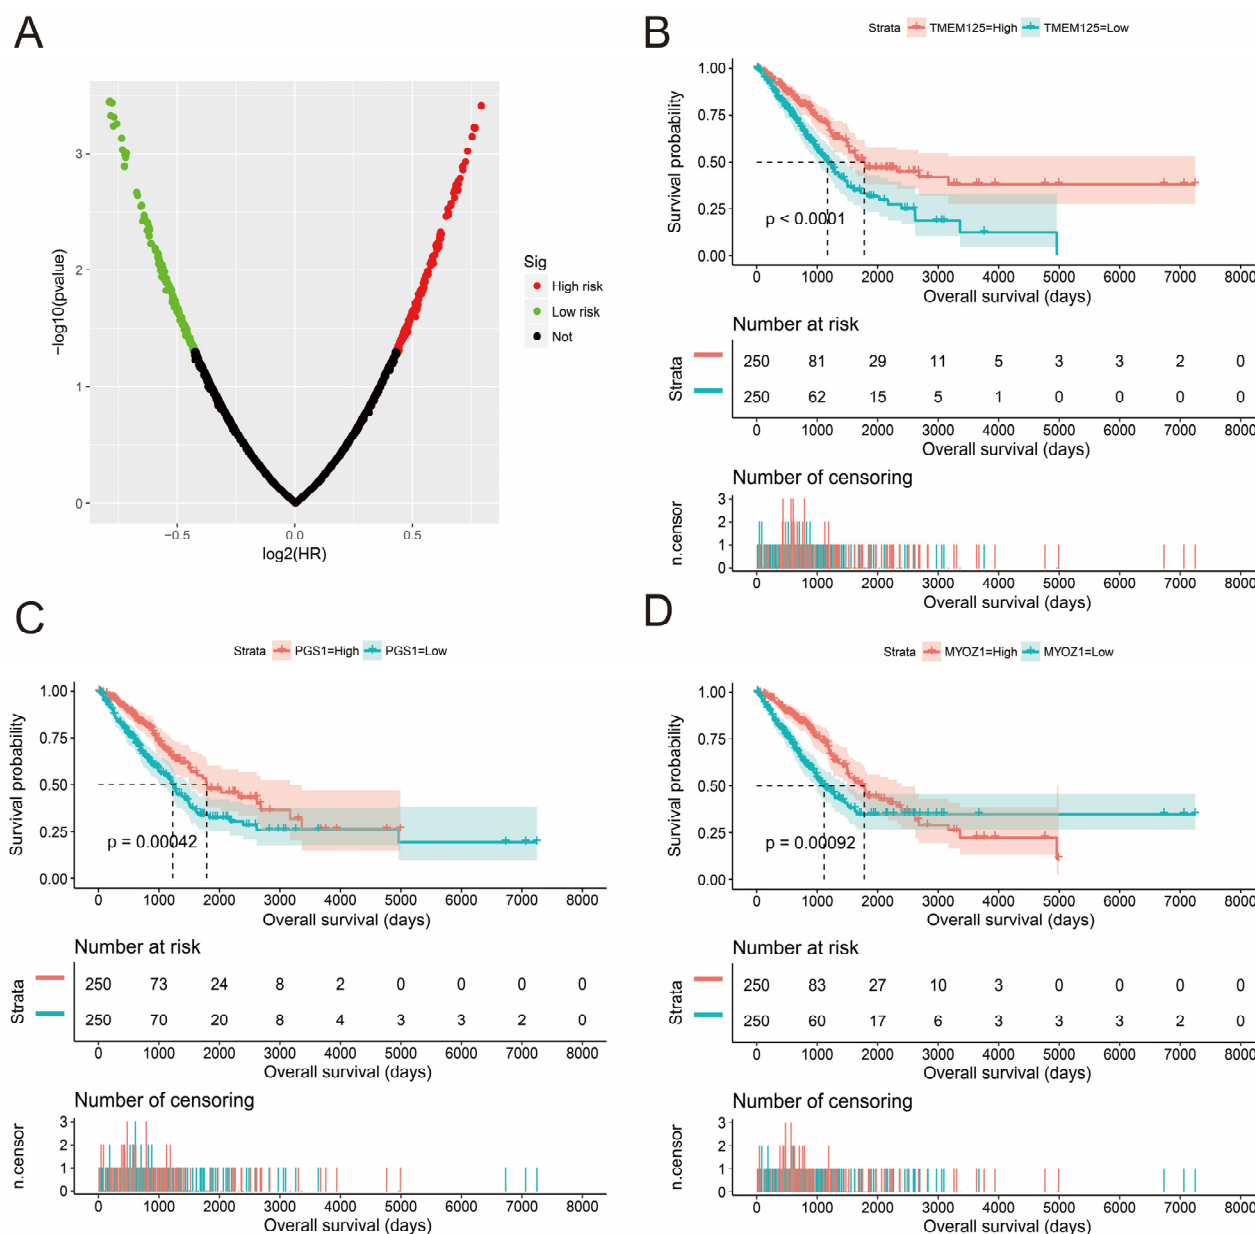 A
3
2
1
0
−log10(pvalue)
−0.5 0.0 0.5
log2(HR)
Sig
High risk
Low risk
Not
B
Strata TMEM125=High TMEM125=Low
1.00
0.75
0.50
0.25
0.00
Survival probability
p < 0.0001
0 1000 2000 3000 4000 5000 6000 7000 8000
Overall survival (days)
Number at risk
Strata
250 81 29 11 5 3 3 2 0
250 62 15 5 1 0 0 0 0
0 1000 2000 3000 4000 5000 6000 7000 8000
Overall survival (days)
Number of censoring
n.censor
3
2
1
0
0 1000 2000 3000 4000 5000 6000 7000 8000
Overall survival (days)
C
Strata PGS1=High PGS1=Low
1.00
0.75
0.50
0.25
0.00
Survival probability
p = 0.00042
0 1000 2000 3000 4000 5000 6000 7000 8000
Overall survival (days)
Number at risk
Strata
250 73 24 8 2 0 0 0 0
250 70 20 8 4 3 3 2 0
0 1000 2000 3000 4000 5000 6000 7000 8000
Overall survival (days)
Number of censoring
n.censor
3
2
1
0
0 1000 2000 3000 4000 5000 6000 7000 8000
Overall survival (days)
D
Strata MYOZ1=High MYOZ1=Low
1.00
0.75
0.50
0.25
0.00
Survival probability
p = 0.00092
0 1000 2000 3000 4000 5000 6000 7000 8000
Overall survival (days)
Number at risk
Strata
250 83 27 10 3 0 0 0 0
250 60 17 6 3 3 3 2 0
0 1000 2000 3000 4000 5000 6000 7000 8000
Overall survival (days)
Number of censoring
n.censor
3
2
1
0
0 1000 2000 3000 4000 5000 6000 7000 8000
Overall survival (days)